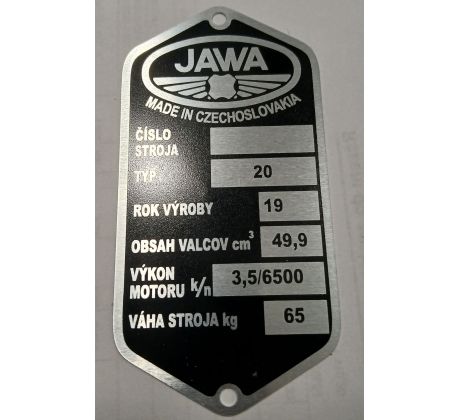 JAWA
MADE IN CZECHOSLOVAKIA
ČÍSLO
STROJA
TYP 20
ROK VÝROBY 19
OBSAH VALCOV cm³ 49,9
VÝKON
MOTORU k/n 3,5/6500
VÁHA STROJA kg 65